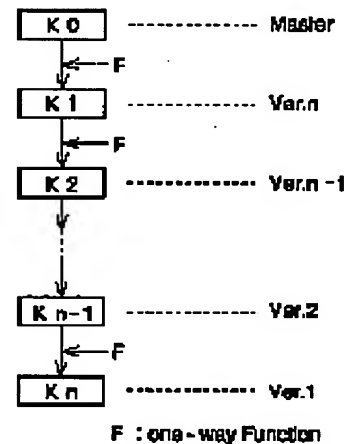 K 0 Master
F
K 1 Ver.n
F
K 2 Ver.n-1
K n-1 Ver.2
F
K n Ver.1
F : one-way Function